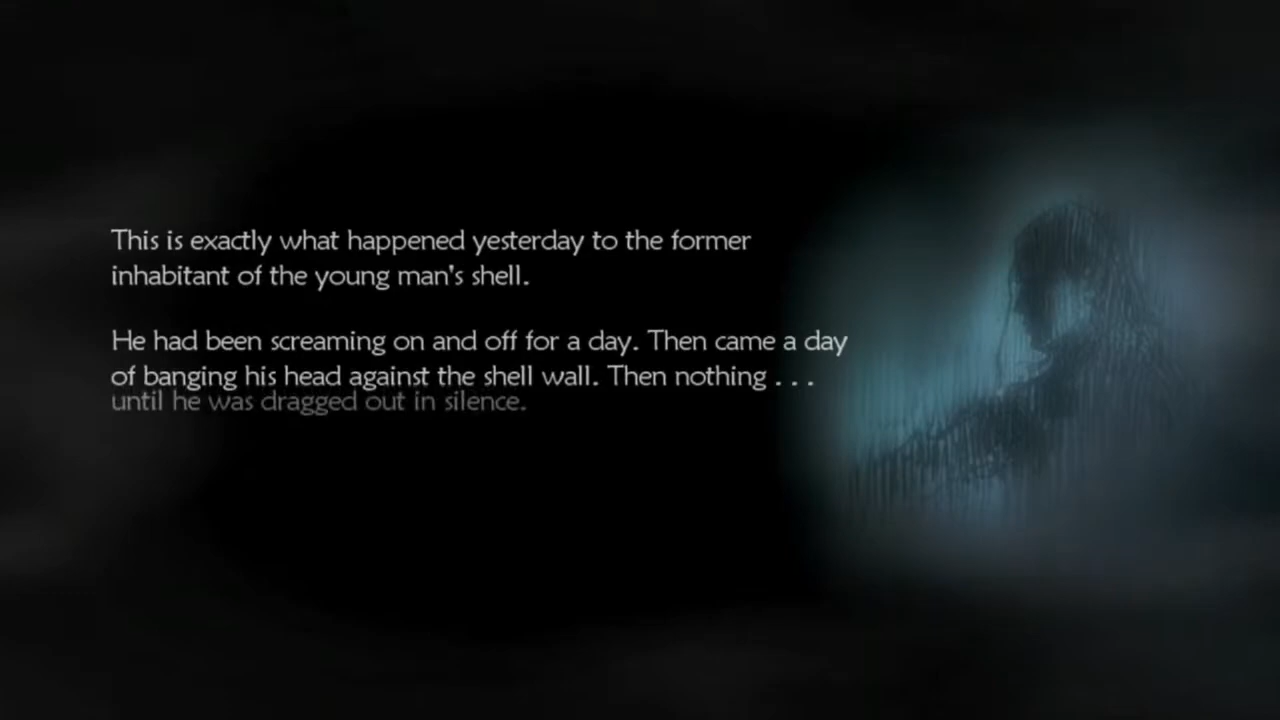 This is exactly what happened yesterday to the former
inhabitant of the young man's shell.
He had been screaming on and off for a day. Then came a day
of banging his head against the shell wall. Then nothing . . .
until he was dragged out in silence.